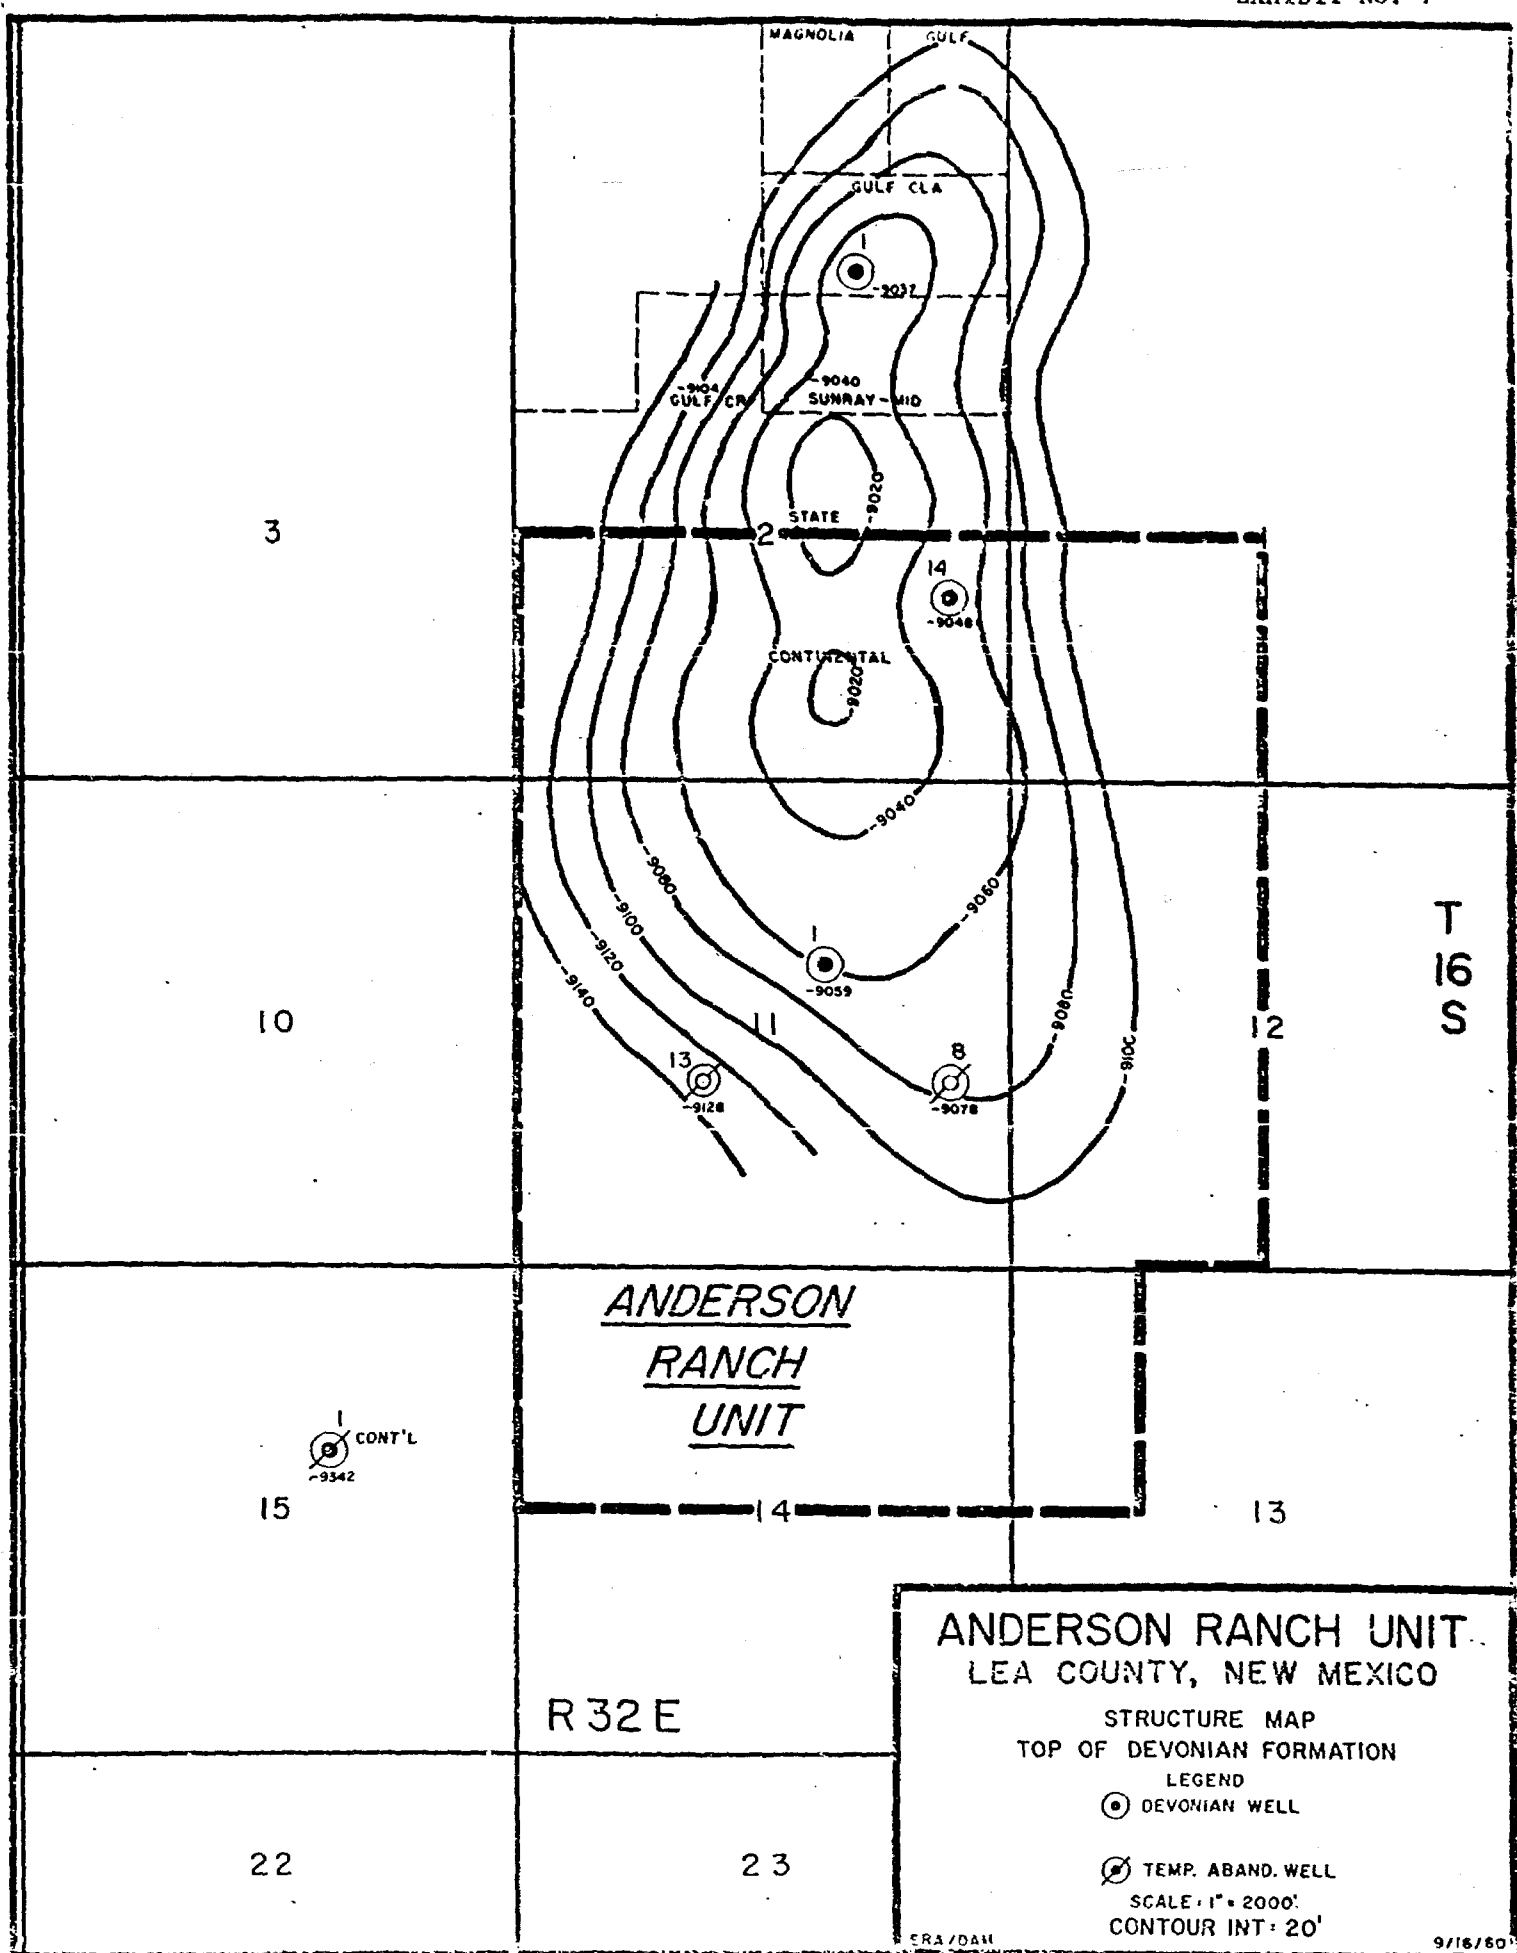 MAGNOLIA
GULF
GULF CLA
1
-9037
-9104
GULF CR
-9040
SUNRAY-MID
-9020
STATE
3
2
14
-9048
CONTINENTAL
-9020
-9040
-9080
-9060
-9100
-9120
-9140
1
-9059
T
16
S
10
11
12
-9080
-9100
13
-9128
8
-9078
ANDERSON
RANCH
UNIT
1
CONT'L
-9342
15
14
13
R 32 E
22
23
ANDERSON RANCH UNIT
LEA COUNTY, NEW MEXICO
STRUCTURE MAP
TOP OF DEVONIAN FORMATION
LEGEND
DEVONIAN WELL
TEMP. ABAND. WELL
SCALE: 1" = 2000'
CONTOUR INT: 20'
ERA/DAH
9/16/60